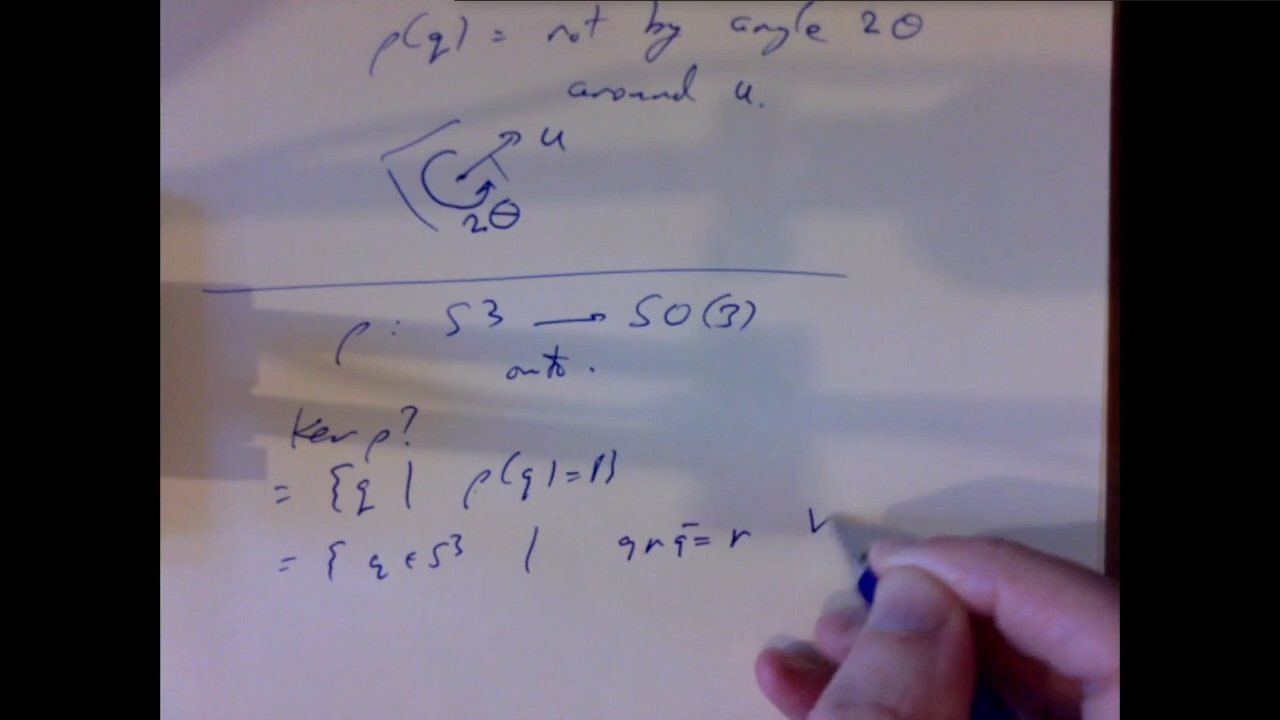 ρ(q) = rot by angle 2θ
around u.
u
2θ
ρ: S3 → SO(3)
onto.
Ker ρ?
= {q | ρ(q)=1}
= { q ∈ S³ | q r q̄ = r